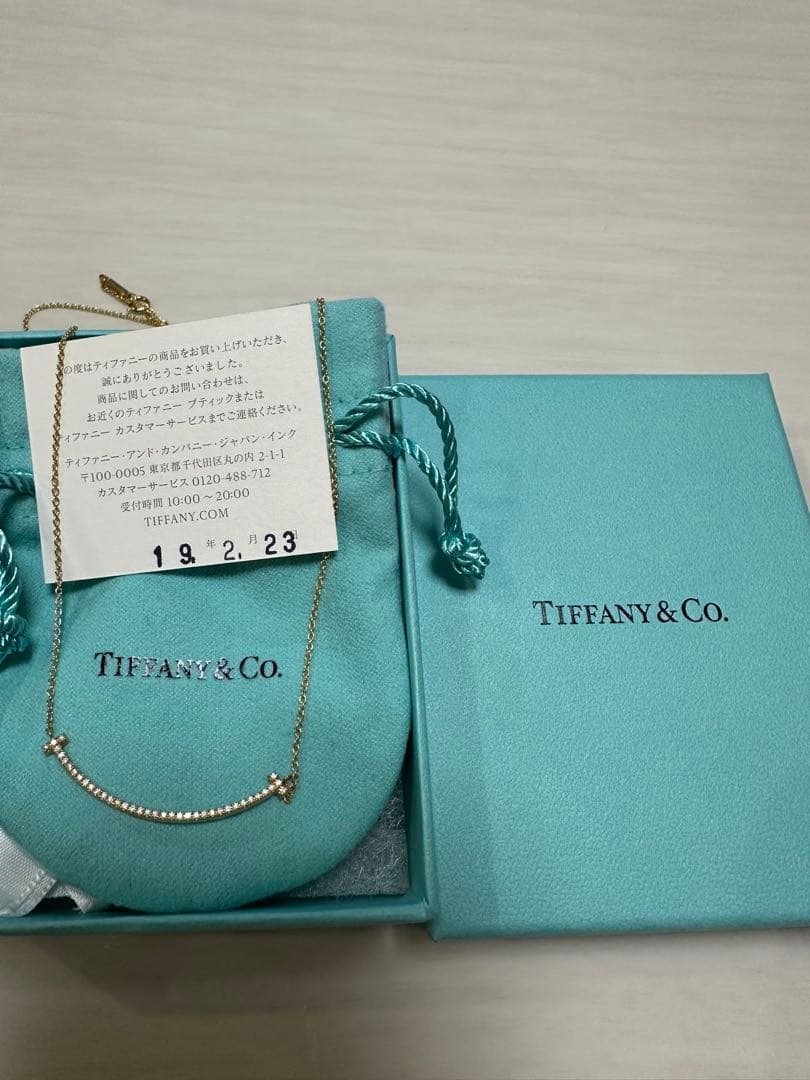 の度はティファニーの商品をお買い上げいただき、
誠にありがとうございました。
商品に関してのお問い合わせは、
お近くのティファニー ブティックまたは
ティファニー カスタマーサービスまでご連絡ください。
ティファニー・アンド・カンパニー・ジャパン・インク
〒100-0005 東京都千代田区丸の内 2-1-1
カスタマーサービス 0120-488-712
受付時間 10:00～20:00
TIFFANY.COM
19. 年 2. 月 23
TIFFANY & CO.
TIFFANY & CO.